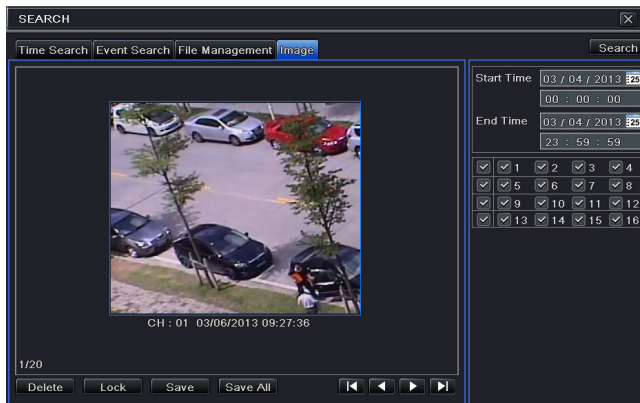 SEARCH
Time Search Event Search File Management Image Search
Start Time 03 / 04 / 2013 25
00 : 00 : 00
End Time 03 / 04 / 2013 25
23 : 59 : 59
1 2 3 4
5 6 7 8
9 10 11 12
13 14 15 16
CH : 01 03/06/2013 09:27:36
1/20
Delete Lock Save Save All